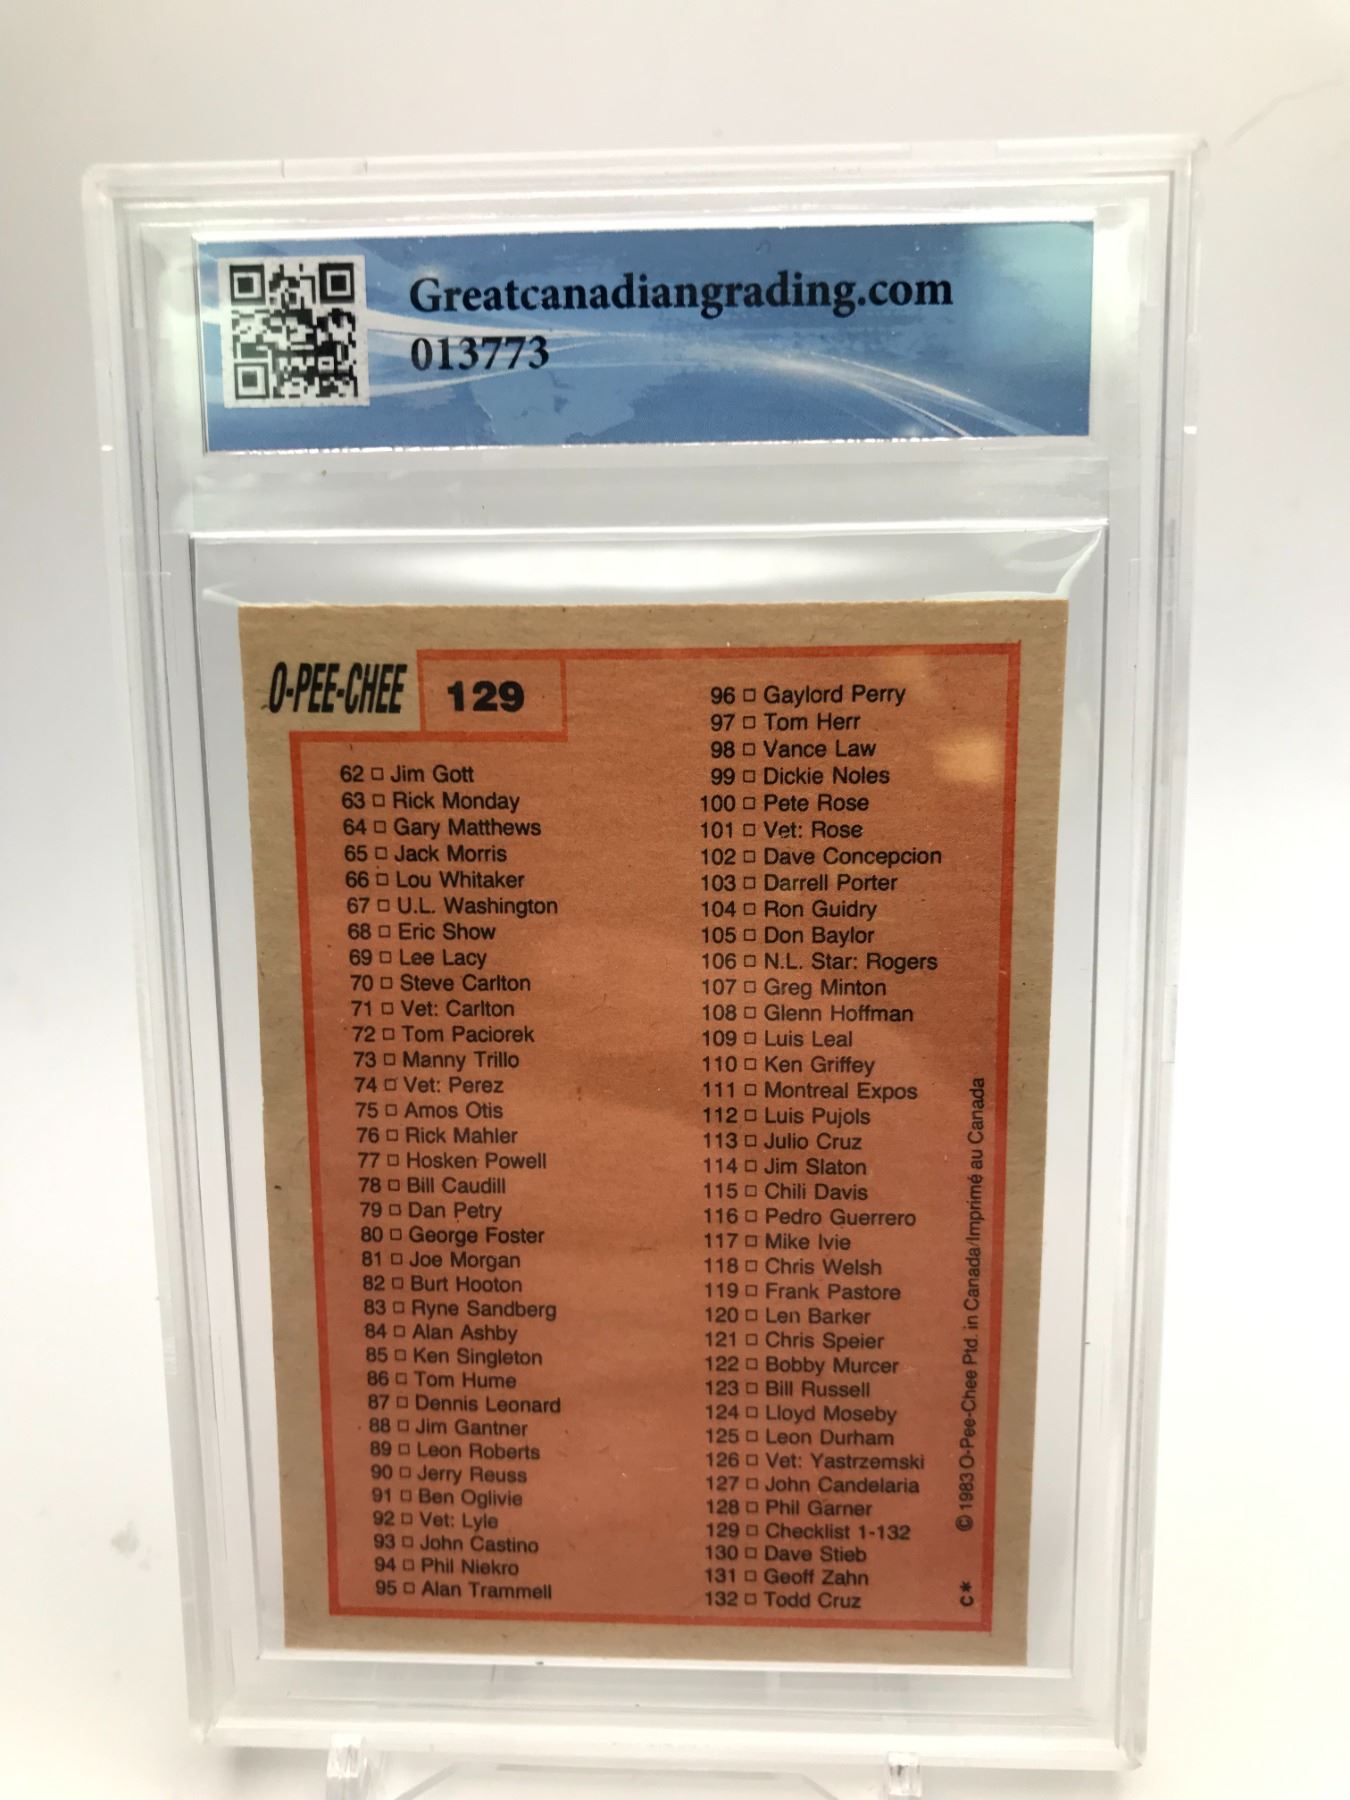 Greatcanadiangrading.com
013773
O-PEE-CHEE 129
62 □ Jim Gott
63 □ Rick Monday
64 □ Gary Matthews
65 □ Jack Morris
66 □ Lou Whitaker
67 □ U.L. Washington
68 □ Eric Show
69 □ Lee Lacy
70 □ Steve Carlton
71 □ Vet: Carlton
72 □ Tom Paciorek
73 □ Manny Trillo
74 □ Vet: Perez
75 □ Amos Otis
76 □ Rick Mahler
77 □ Hosken Powell
78 □ Bill Caudill
79 □ Dan Petry
80 □ George Foster
81 □ Joe Morgan
82 □ Burt Hooton
83 □ Ryne Sandberg
84 □ Alan Ashby
85 □ Ken Singleton
86 □ Tom Hume
87 □ Dennis Leonard
88 □ Jim Gantner
89 □ Leon Roberts
90 □ Jerry Reuss
91 □ Ben Oglivie
92 □ Vet: Lyle
93 □ John Castino
94 □ Phil Niekro
95 □ Alan Trammell
96 □ Gaylord Perry
97 □ Tom Herr
98 □ Vance Law
99 □ Dickie Noles
100 □ Pete Rose
101 □ Vet: Rose
102 □ Dave Concepcion
103 □ Darrell Porter
104 □ Ron Guidry
105 □ Don Baylor
106 □ N.L. Star: Rogers
107 □ Greg Minton
108 □ Glenn Hoffman
109 □ Luis Leal
110 □ Ken Griffey
111 □ Montreal Expos
112 □ Luis Pujols
113 □ Julio Cruz
114 □ Jim Slaton
115 □ Chili Davis
116 □ Pedro Guerrero
117 □ Mike Ivie
118 □ Chris Welsh
119 □ Frank Pastore
120 □ Len Barker
121 □ Chris Speier
122 □ Bobby Murcer
123 □ Bill Russell
124 □ Lloyd Moseby
125 □ Leon Durham
126 □ Vet: Yastrzemski
127 □ John Candelaria
128 □ Phil Garner
129 □ Checklist 1-132
130 □ Dave Stieb
131 □ Geoff Zahn
132 □ Todd Cruz
C* © 1983 O-Pee-Chee Ptd. in Canada/Imprimé au Canada